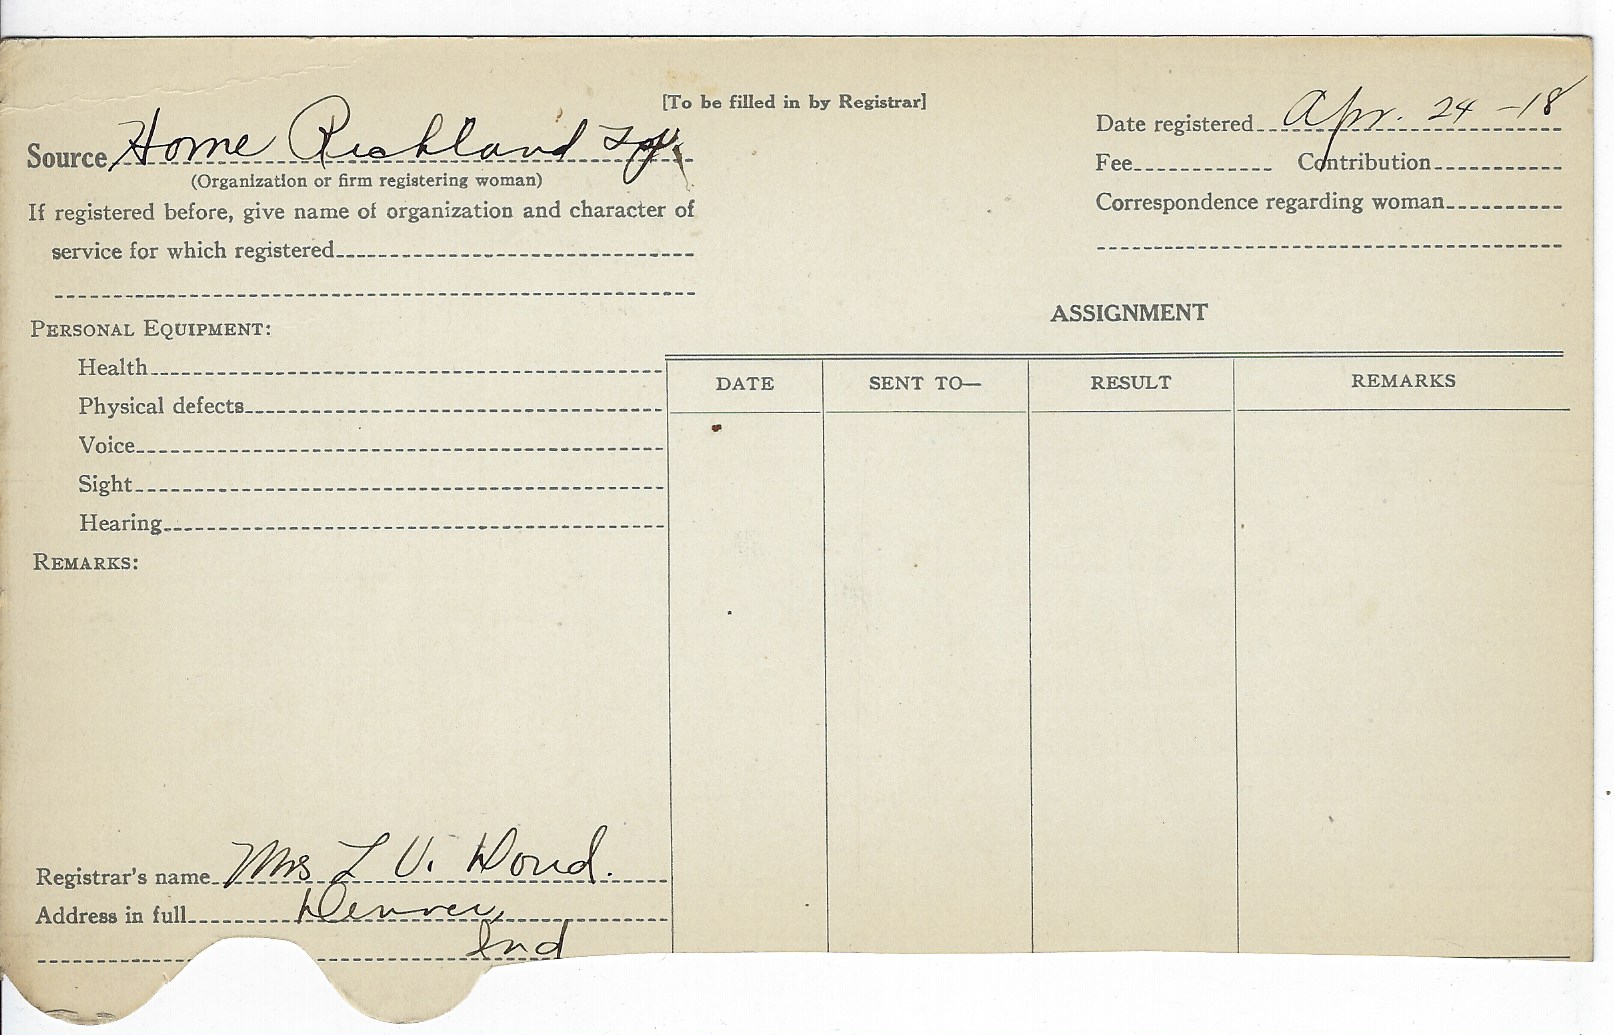 [To be filled in by Registrar]
Source Home Richland Twp.
(Organization or firm registering woman)
If registered before, give name of organization and character of
service for which registered
Date registered Apr. 24 -18
Fee Contribution
Correspondence regarding woman
PERSONAL EQUIPMENT:
Health
Physical defects
Voice
Sight
Hearing
REMARKS:
ASSIGNMENT
DATE SENT TO— RESULT REMARKS
Registrar's name Mrs L V. Doud.
Address in full Denver,
Ind